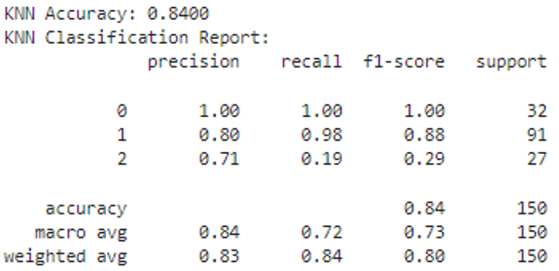 KNN Accuracy: 0.8400
KNN Classification Report:
precision recall f1-score support
0 1.00 1.00 1.00 32
1 0.80 0.98 0.88 91
2 0.71 0.19 0.29 27
accuracy 0.84 150
macro avg 0.84 0.72 0.73 150
weighted avg 0.83 0.84 0.80 150